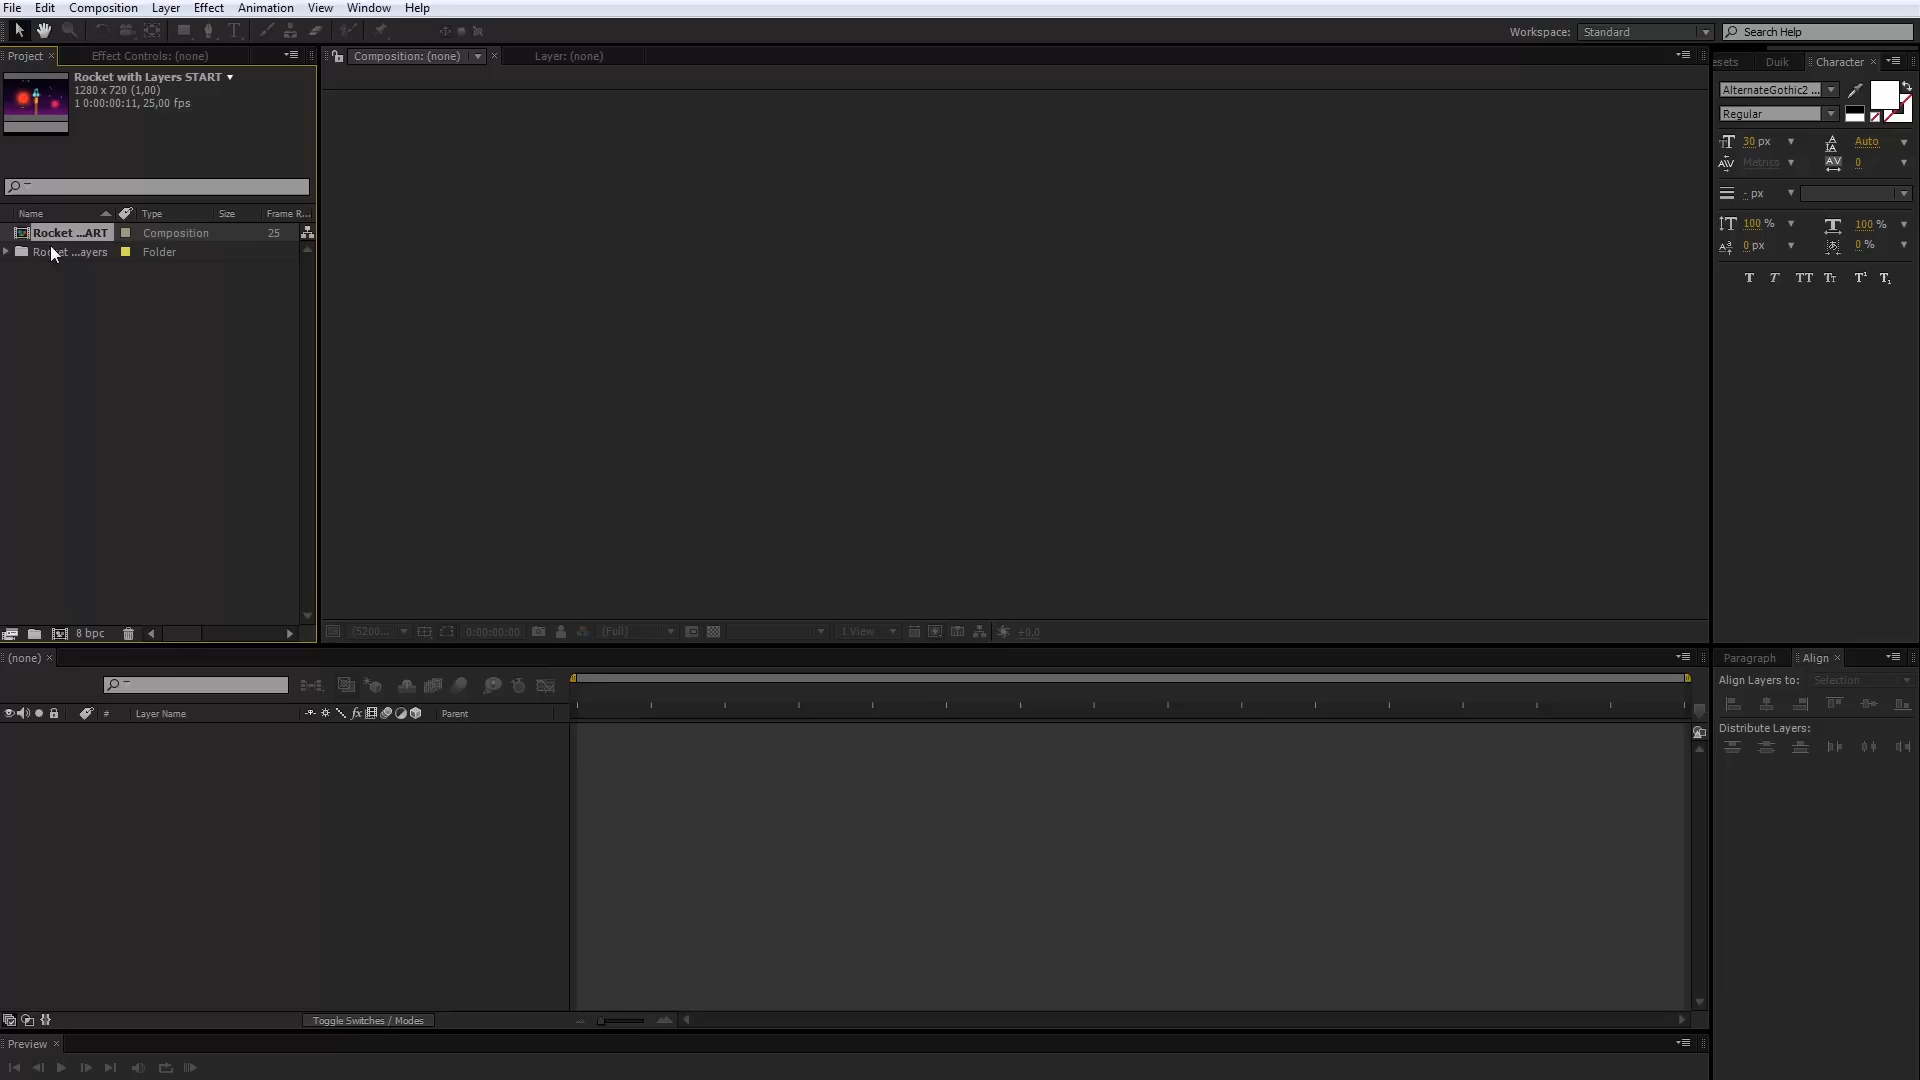 File Edit Composition Layer Effect Animation View Window Help
Workspace: Standard Search Help
Project Effect Controls: (none) Composition: (none) Layer: (none)
esets Duik Character
Rocket with Layers START
1280 x 720 (1,00)
1 0:00:00:11, 25,00 fps
AlternateGothic2 ...
Regular
30 px Auto
Metrics 0
- px
100 % 100 %
0 px 0 %
T T TT Tt T¹ T₁
Name Type Size Frame R...
Rocket ...ART Composition 25
Rocket ...ayers Folder
8 bpc
(5200... 0:00:00:00 (Full) 1 View +0,0
(none)
# Layer Name fx Parent
Paragraph Align
Align Layers to: Selection
Distribute Layers:
Toggle Switches / Modes
Preview